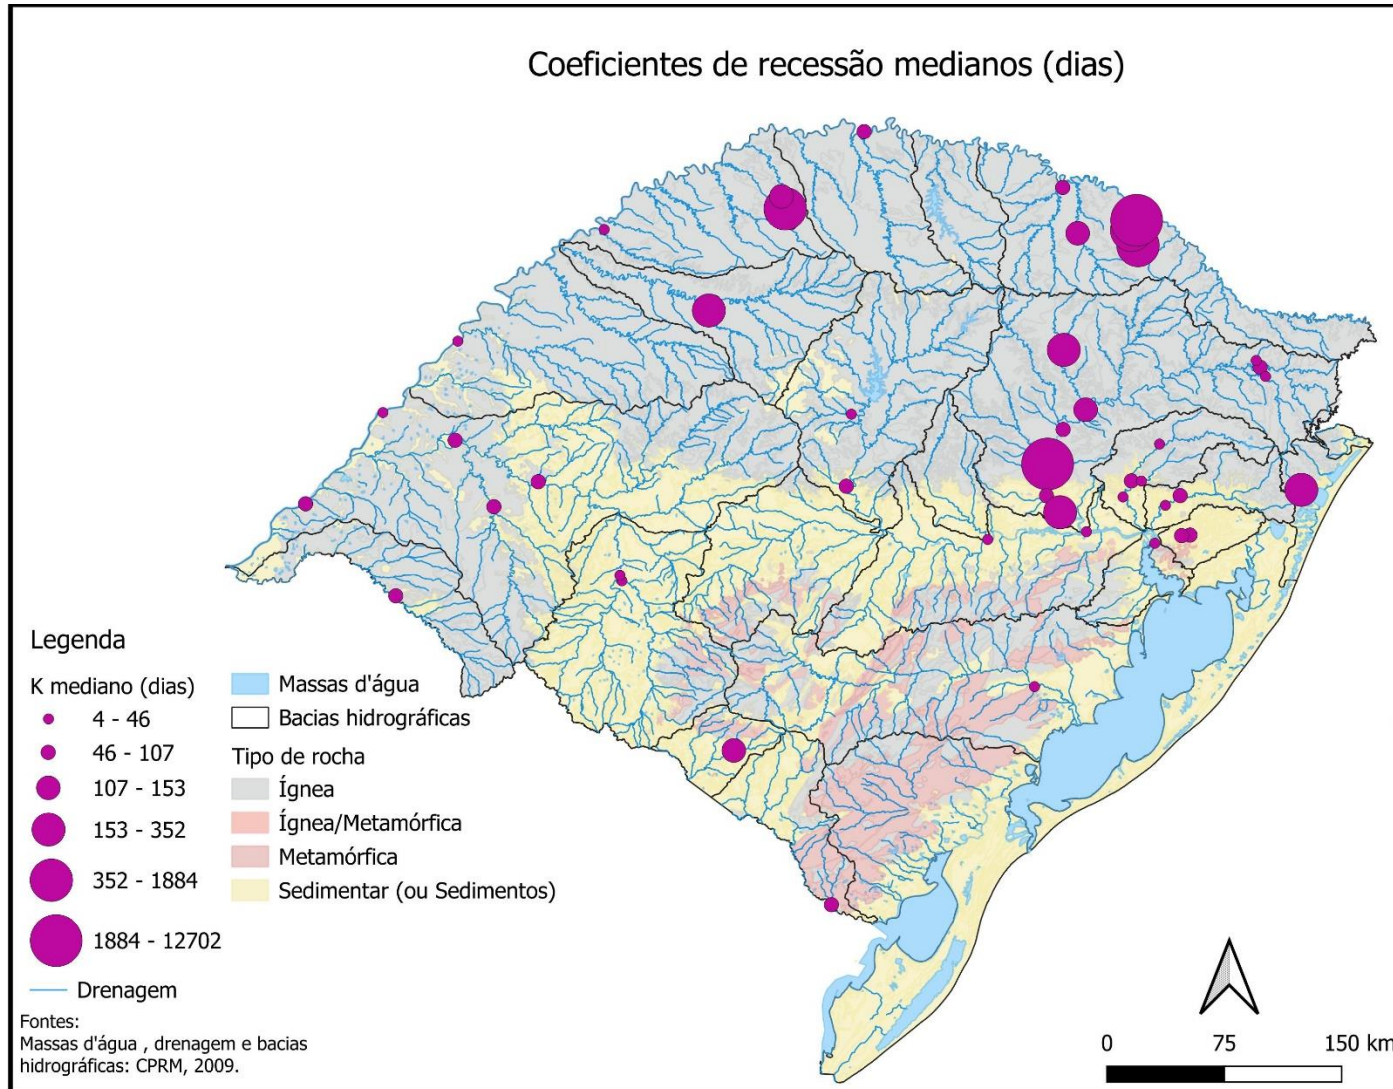 Coeficientes de recessão medianos (dias)
Legenda
K mediano (dias)
4 - 46
46 - 107
107 - 153
153 - 352
352 - 1884
1884 - 12702
Drenagem
Massas d'água
Bacias hidrográficas
Tipo de rocha
Ígnea
Ígnea/Metamórfica
Metamórfica
Sedimentar (ou Sedimentos)
Fontes:
Massas d'água , drenagem e bacias
hidrográficas: CPRM, 2009.
0 75 150 km